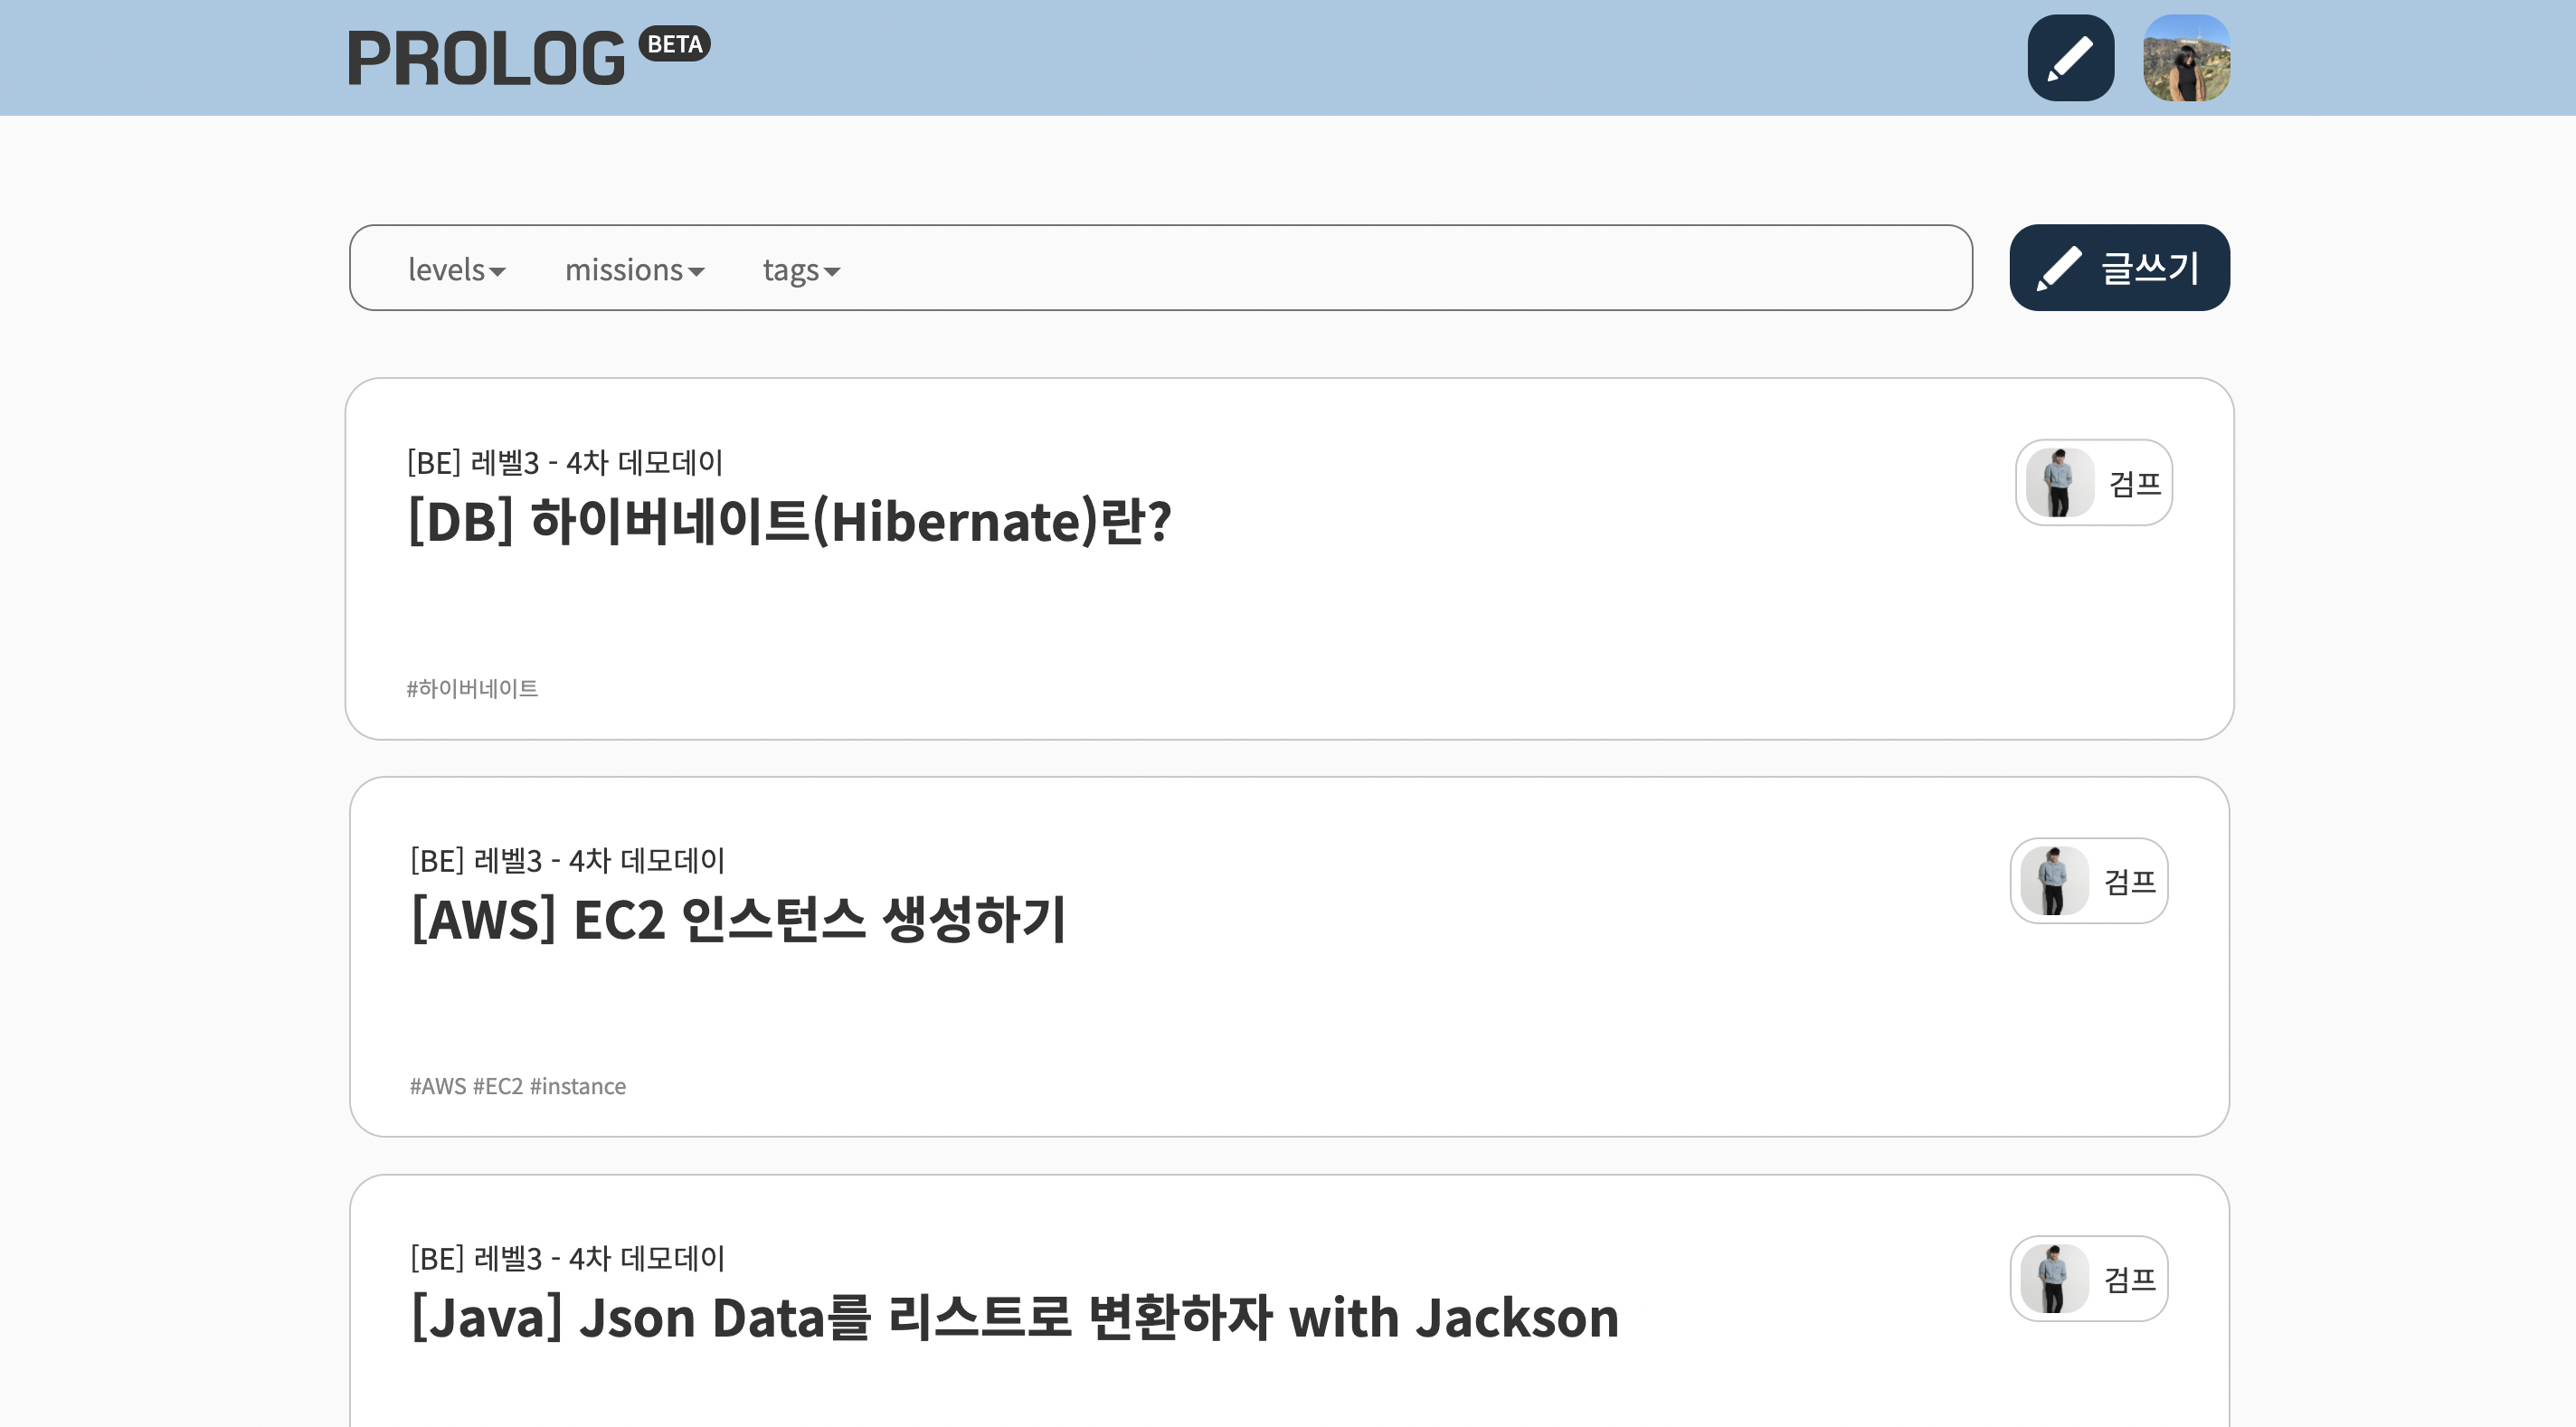 PROLOG BETA
levels missions tags 글쓰기
[BE] 레벨3 - 4차 데모데이
검프
[DB] 하이버네이트(Hibernate)란?
#하이버네이트
[BE] 레벨3 - 4차 데모데이
검프
[AWS] EC2 인스턴스 생성하기
#AWS #EC2 #instance
[BE] 레벨3 - 4차 데모데이
검프
[Java] Json Data를 리스트로 변환하자 with Jackson